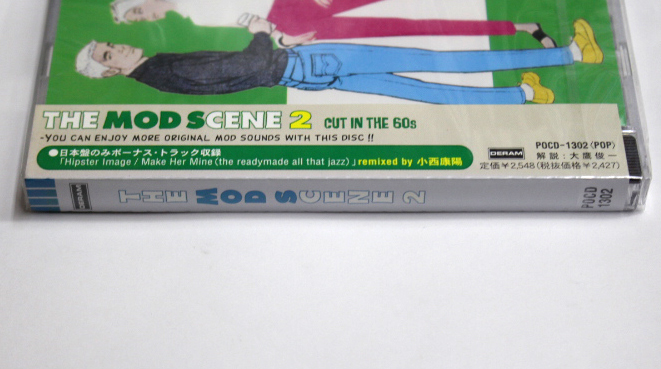 THE MOD SCENE 2 CUT IN THE 60s
~YOU CAN ENJOY MORE ORIGINAL MOD SOUNDS WITH THIS DISC !!
●日本盤のみボーナス・トラック収録
「Hipster Image / Make Her Mine (the readymade all that jazz)」remixed by 小西康陽
DERAM
POCD-1302〈POP〉
解説:大鷹俊一
定価¥2,548(税抜価格¥2,427)
DERAM
THE MOD SCENE 2
POCD
1302